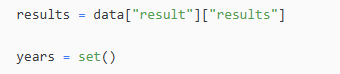 results = data["result"]["results"]
years = set()